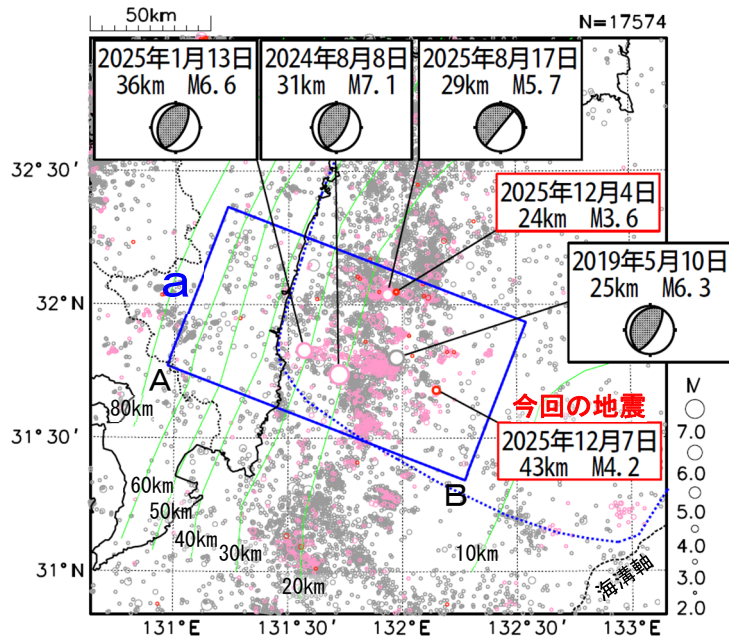 50km
N=17574
2025年1月13日
36km M6.6
2024年8月8日
31km M7.1
2025年8月17日
29km M5.7
32°30′
2025年12月4日
24km M3.6
2019年5月10日
25km M6.3
a
32°N
A
80km
今回の地震
2025年12月7日
43km M4.2
M
7.0
6.0
5.0
4.0
3.0
2.0
31°30′
B
60km
50km
40km
30km
20km
10km
海溝軸
31°N
131°E
131°30′
132°E
132°30′
133°E